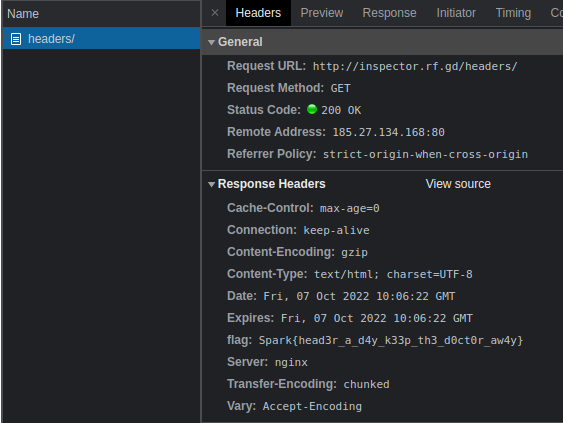 Name
headers/
× Headers Preview Response Initiator Timing Co
General
Request URL: http://inspector.rf.gd/headers/
Request Method: GET
Status Code: 200 OK
Remote Address: 185.27.134.168:80
Referrer Policy: strict-origin-when-cross-origin
Response Headers View source
Cache-Control: max-age=0
Connection: keep-alive
Content-Encoding: gzip
Content-Type: text/html; charset=UTF-8
Date: Fri, 07 Oct 2022 10:06:22 GMT
Expires: Fri, 07 Oct 2022 10:06:22 GMT
flag: Spark{head3r_a_d4y_k33p_th3_d0ct0r_aw4y}
Server: nginx
Transfer-Encoding: chunked
Vary: Accept-Encoding